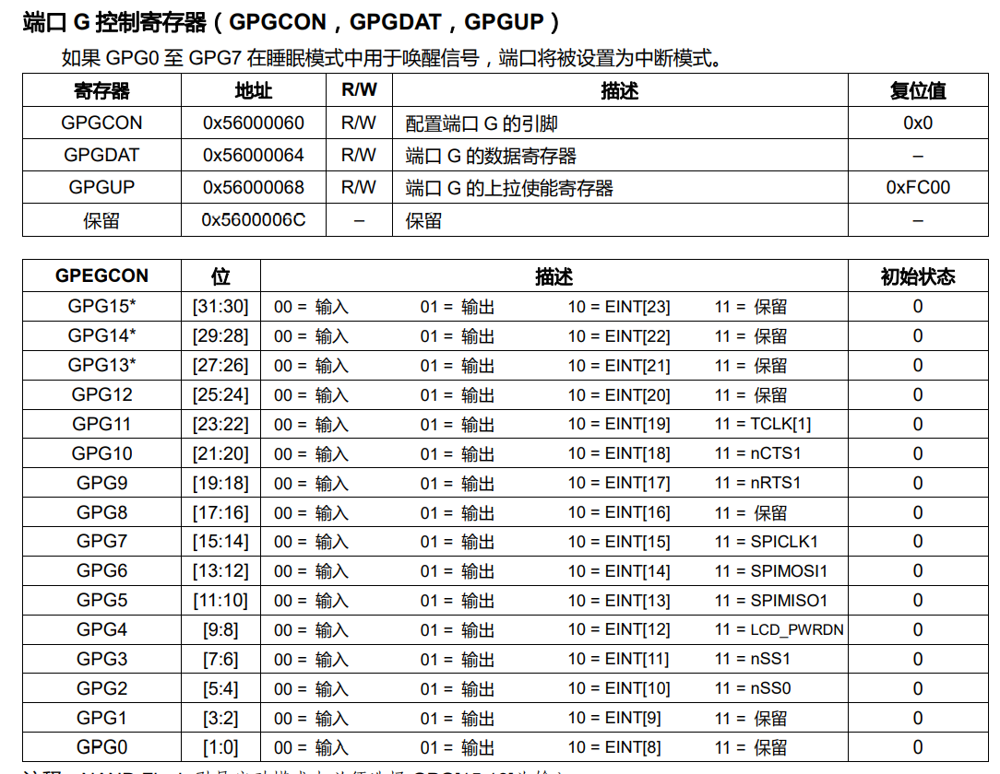 端口 G 控制寄存器（GPGCON，GPGDAT，GPGUP）
如果 GPG0 至 GPG7 在睡眠模式中用于唤醒信号，端口将被设置为中断模式。
寄存器 地址 R/W 描述 复位值
GPGCON 0x56000060 R/W 配置端口 G 的引脚 0x0
GPGDAT 0x56000064 R/W 端口 G 的数据寄存器 –
GPGUP 0x56000068 R/W 端口 G 的上拉使能寄存器 0xFC00
保留 0x5600006C – 保留 –
GPEGCON 位 描述 初始状态
GPG15* [31:30] 00 = 输入 01 = 输出 10 = EINT[23] 11 = 保留 0
GPG14* [29:28] 00 = 输入 01 = 输出 10 = EINT[22] 11 = 保留 0
GPG13* [27:26] 00 = 输入 01 = 输出 10 = EINT[21] 11 = 保留 0
GPG12 [25:24] 00 = 输入 01 = 输出 10 = EINT[20] 11 = 保留 0
GPG11 [23:22] 00 = 输入 01 = 输出 10 = EINT[19] 11 = TCLK[1] 0
GPG10 [21:20] 00 = 输入 01 = 输出 10 = EINT[18] 11 = nCTS1 0
GPG9 [19:18] 00 = 输入 01 = 输出 10 = EINT[17] 11 = nRTS1 0
GPG8 [17:16] 00 = 输入 01 = 输出 10 = EINT[16] 11 = 保留 0
GPG7 [15:14] 00 = 输入 01 = 输出 10 = EINT[15] 11 = SPICLK1 0
GPG6 [13:12] 00 = 输入 01 = 输出 10 = EINT[14] 11 = SPIMOSI1 0
GPG5 [11:10] 00 = 输入 01 = 输出 10 = EINT[13] 11 = SPIMISO1 0
GPG4 [9:8] 00 = 输入 01 = 输出 10 = EINT[12] 11 = LCD_PWRDN 0
GPG3 [7:6] 00 = 输入 01 = 输出 10 = EINT[11] 11 = nSS1 0
GPG2 [5:4] 00 = 输入 01 = 输出 10 = EINT[10] 11 = nSS0 0
GPG1 [3:2] 00 = 输入 01 = 输出 10 = EINT[9] 11 = 保留 0
GPG0 [1:0] 00 = 输入 01 = 输出 10 = EINT[8] 11 = 保留 0